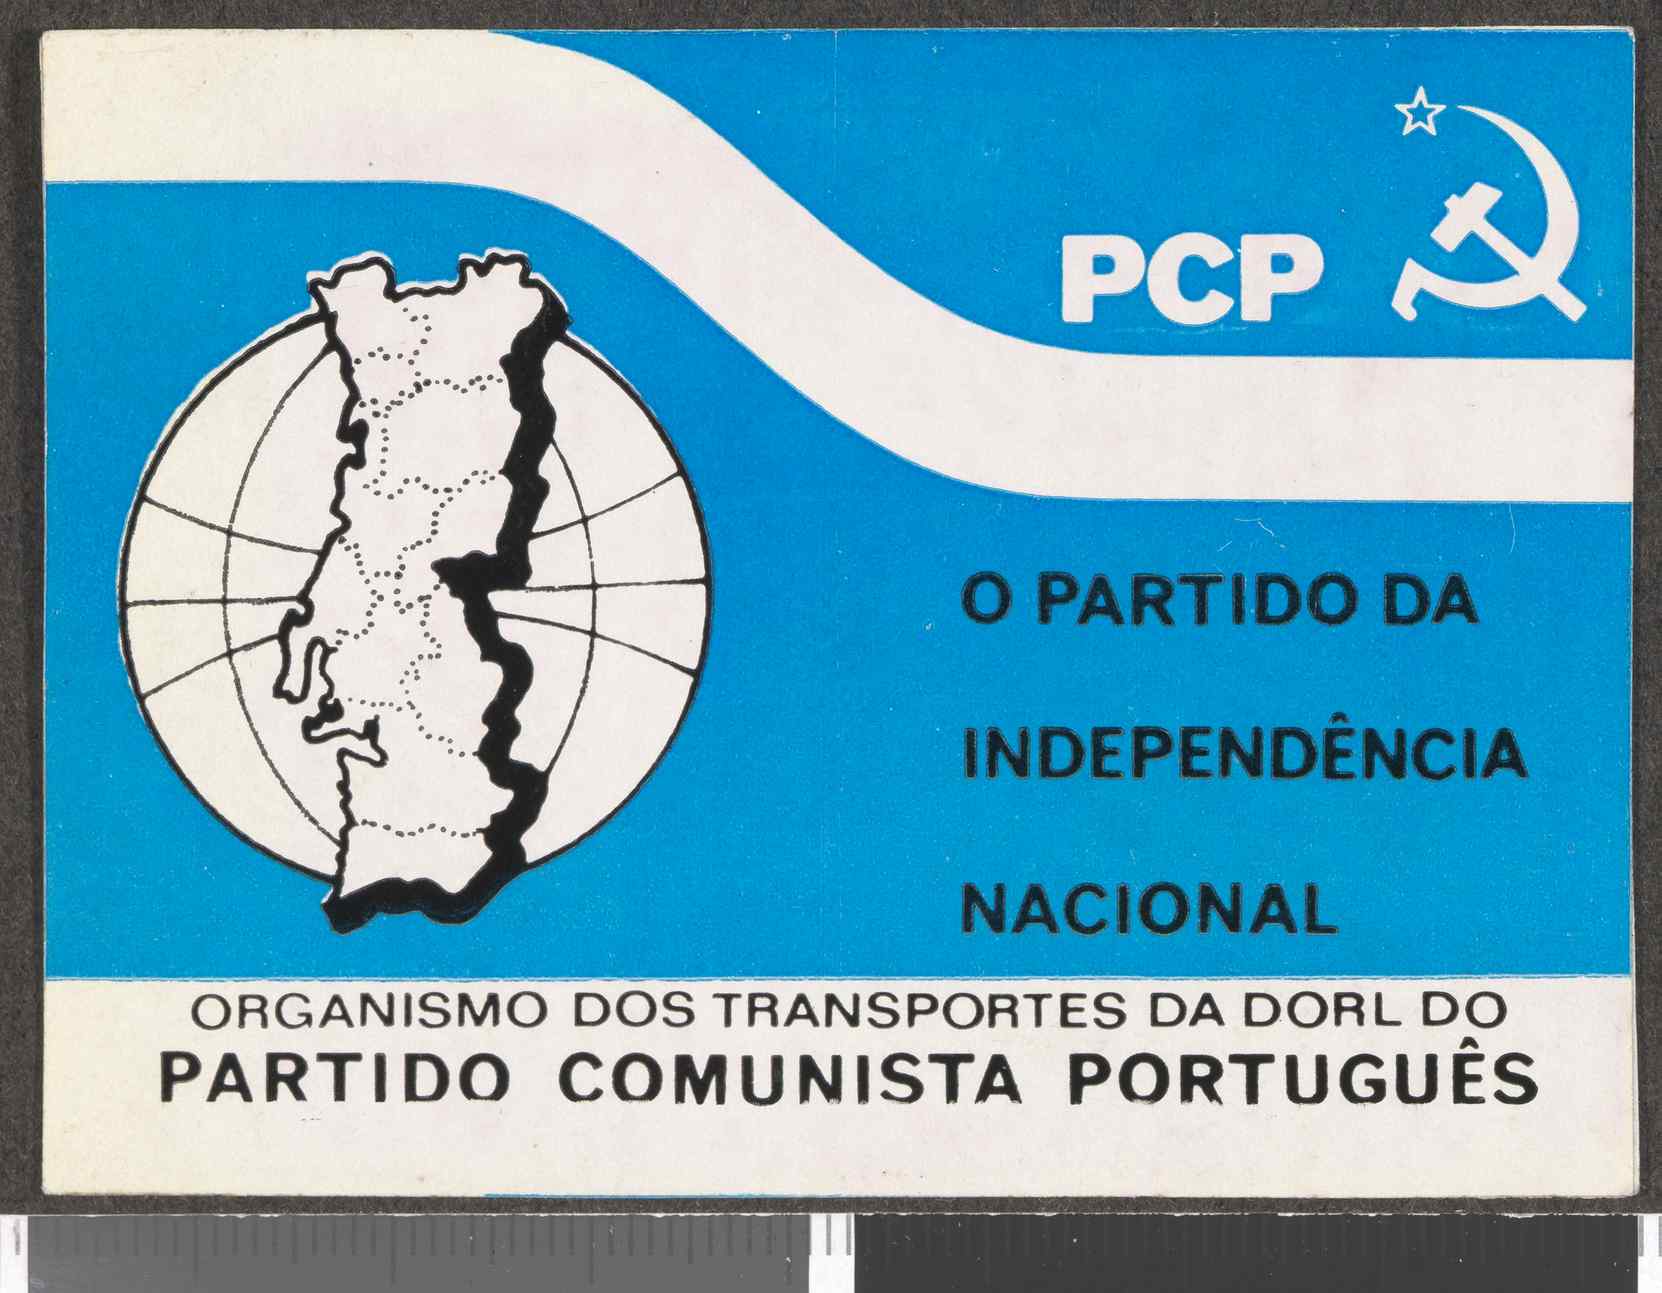 PCP
O PARTIDO DA
INDEPENDÊNCIA
NACIONAL
ORGANISMO DOS TRANSPORTES DA DORL DO
PARTIDO COMUNISTA PORTUGUÊS